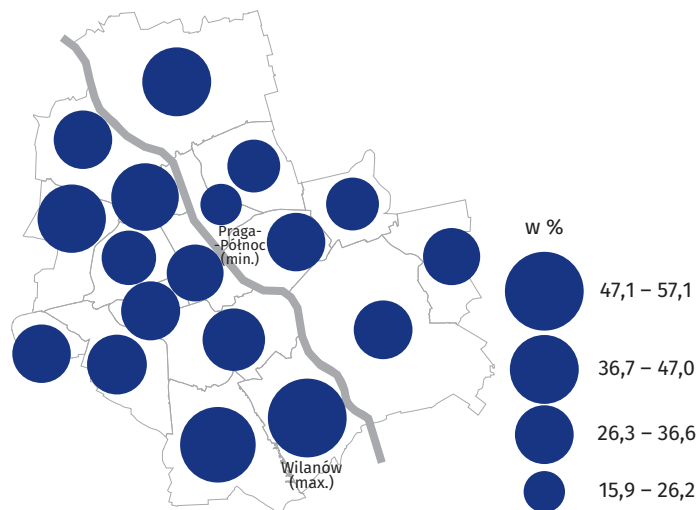 Praga-
-Północ
(min.)
Wilanów
(max.)
w %
47,1 – 57,1
36,7 – 47,0
26,3 – 36,6
15,9 – 26,2